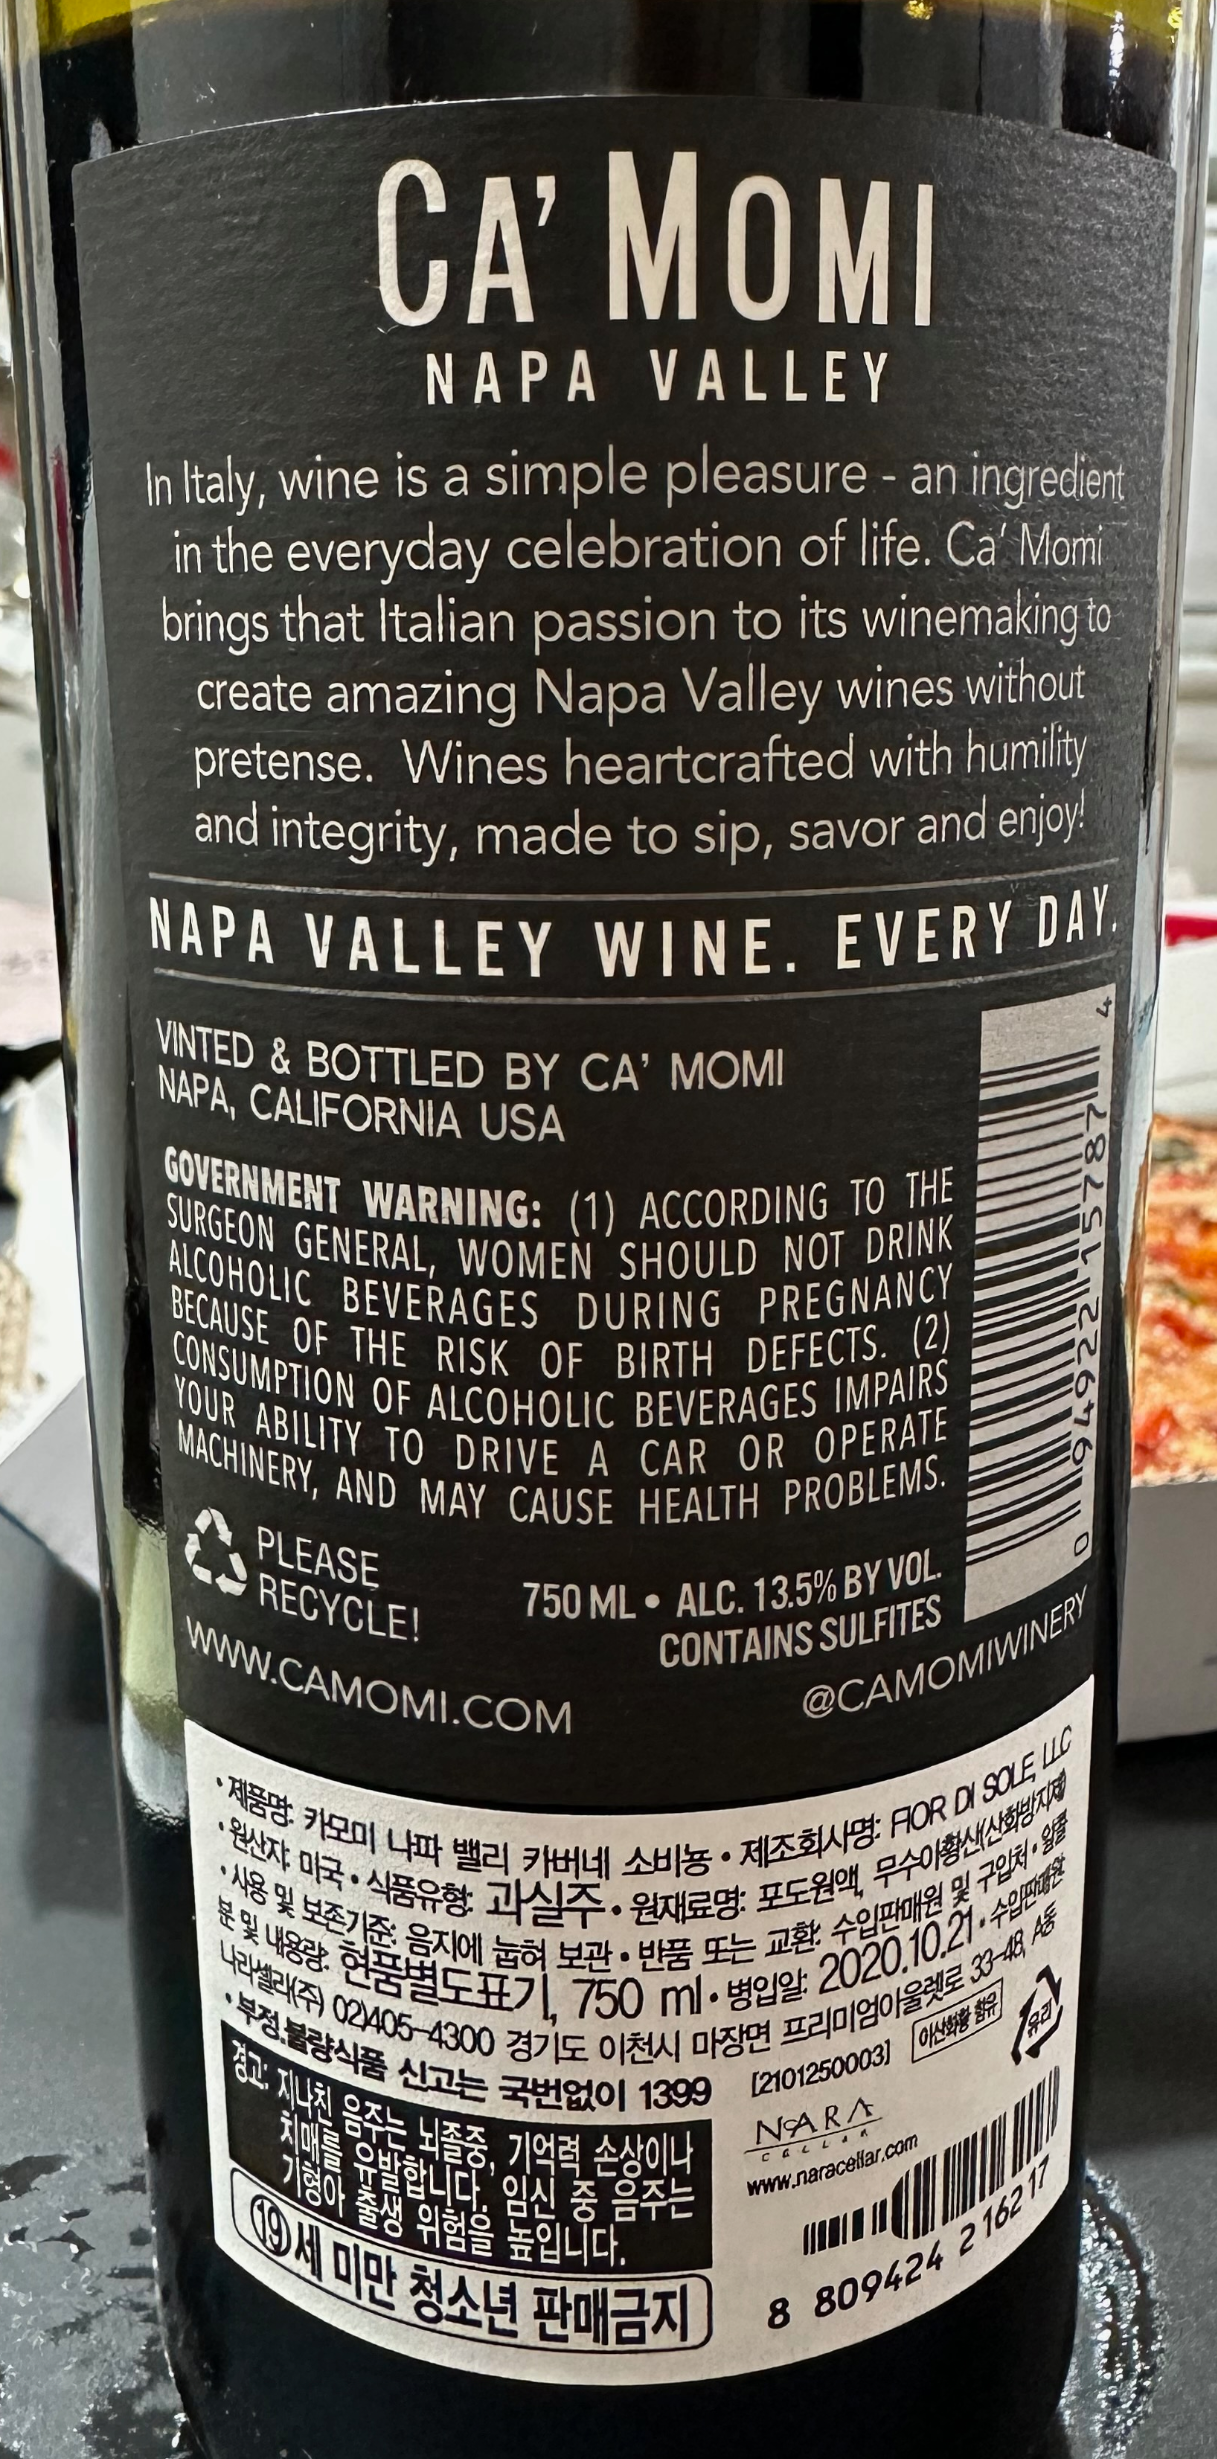 CA' MOMI
NAPA VALLEY
In Italy, wine is a simple pleasure - an ingredient
in the everyday celebration of life. Ca' Momi
brings that Italian passion to its winemaking to
create amazing Napa Valley wines without
pretense. Wines heartcrafted with humility
and integrity, made to sip, savor and enjoy!
NAPA VALLEY WINE. EVERY DAY.
VINTED & BOTTLED BY CA' MOMI
NAPA, CALIFORNIA USA
GOVERNMENT WARNING: (1) ACCORDING TO THE
SURGEON GENERAL, WOMEN SHOULD NOT DRINK
ALCOHOLIC BEVERAGES DURING PREGNANCY
BECAUSE OF THE RISK OF BIRTH DEFECTS. (2)
CONSUMPTION OF ALCOHOLIC BEVERAGES IMPAIRS
YOUR ABILITY TO DRIVE A CAR OR OPERATE
MACHINERY, AND MAY CAUSE HEALTH PROBLEMS.
0 94922 15787 4
PLEASE
RECYCLE!
750 ML • ALC. 13.5% BY VOL.
CONTAINS SULFITES
WWW.CAMOMI.COM
@CAMOMIWINERY
• 제품명: 카모미 나파 밸리 카버네 소비뇽 • 제조회사명: FIOR DI SOLE, LLC
• 원산지: 미국 • 식품유형: 과실주 • 원재료명: 포도원액, 무수아황산(산화방지제)
• 사용 및 보존기준: 음지에 눕혀 보관 • 반품 또는 교환: 수입판매원 및 구입처 • 알콜
분 및 내용량: 현품별도표기, 750 ml • 병입일: 2020.10.21 • 수입판매원:
나라셀라(주) 02)405-4300 경기도 이천시 마장면 프리미엄아울렛로 33-48, A동
• 부정.불량식품 신고는 국번없이 1399
[2101250003]
이산화황 함유
유리
경고: 지나친 음주는 뇌졸중, 기억력 손상이나
치매를 유발합니다. 임신 중 음주는
기형아 출생 위험을 높입니다.
19세 미만 청소년 판매금지
NARA
CELLAR
www.naracellar.com
8 809424 216217